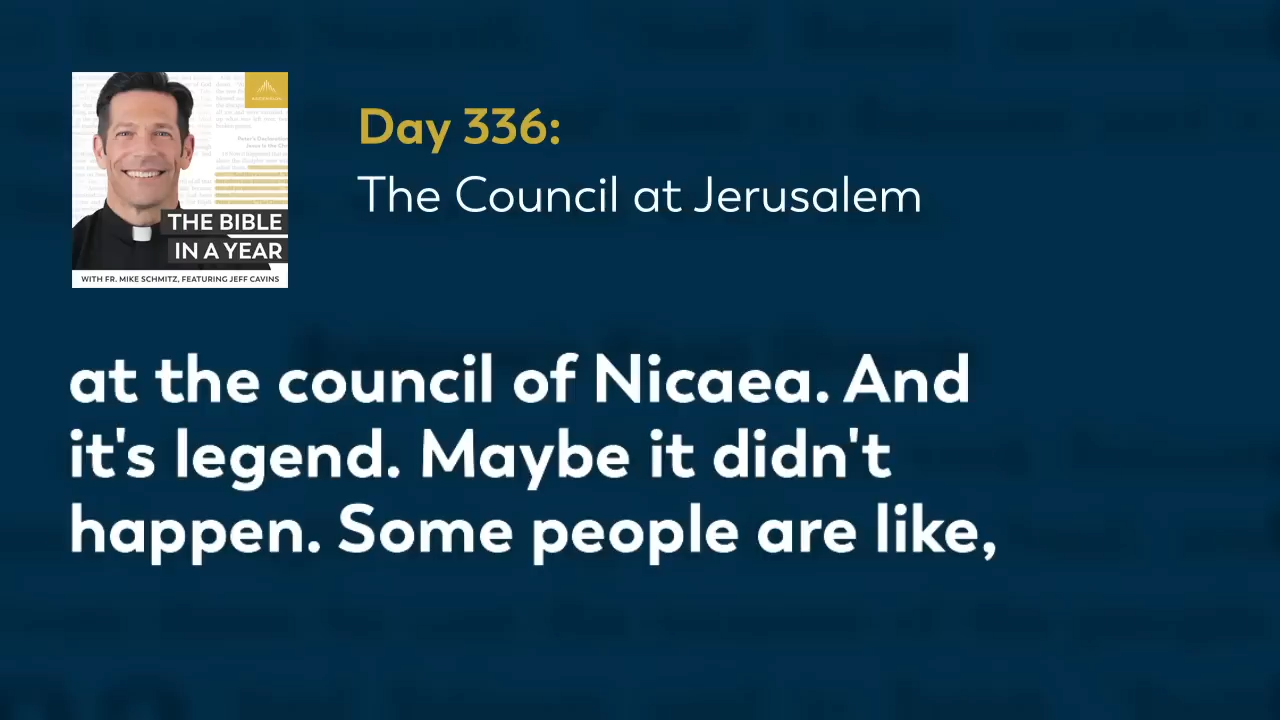 THE BIBLE
IN A YEAR
WITH FR. MIKE SCHMITZ, FEATURING JEFF CAVINS
Day 336:
The Council at Jerusalem
at the council of Nicaea. And
it's legend. Maybe it didn't
happen. Some people are like,